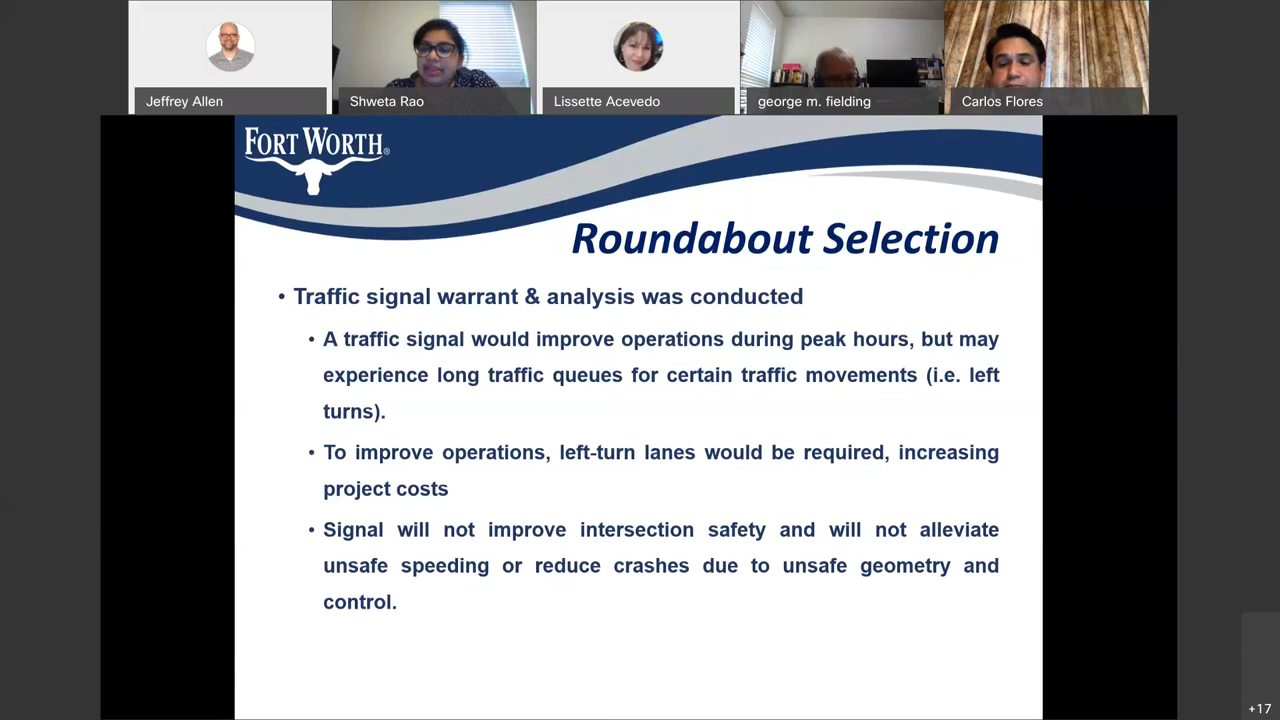 Jeffrey Allen
Shweta Rao
Lissette Acevedo
george m. fielding
Carlos Flores
FORT WORTH®
Roundabout Selection
• Traffic signal warrant & analysis was conducted
• A traffic signal would improve operations during peak hours, but may
experience long traffic queues for certain traffic movements (i.e. left
turns).
• To improve operations, left-turn lanes would be required, increasing
project costs
• Signal will not improve intersection safety and will not alleviate
unsafe speeding or reduce crashes due to unsafe geometry and
control.
+17